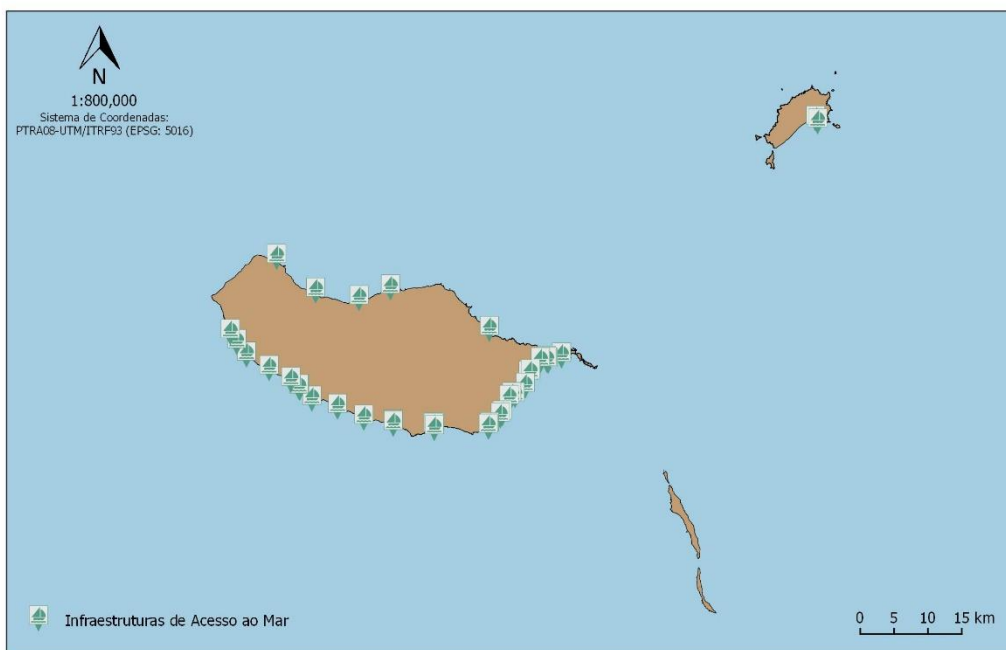 N
1:800,000
Sistema de Coordenadas:
PTRA08-UTM/ITRF93 (EPSG: 5016)
Infraestruturas de Acesso ao Mar
0 5 10 15 km